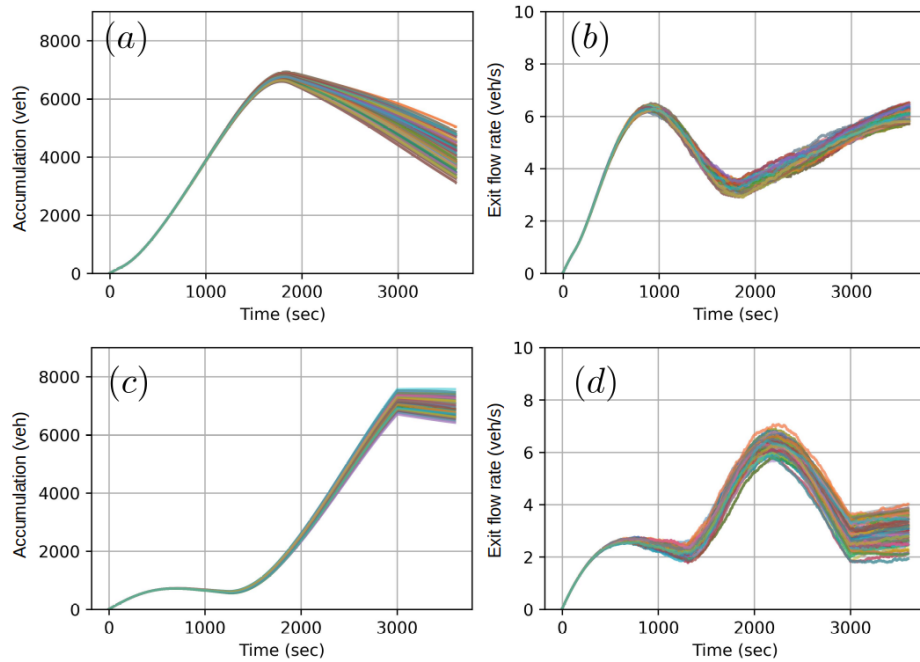 (a)
Accumulation (veh)
8000
6000
4000
2000
0
0 1000 2000 3000
Time (sec)
(b)
Exit flow rate (veh/s)
10
8
6
4
2
0
0 1000 2000 3000
Time (sec)
(c)
Accumulation (veh)
8000
6000
4000
2000
0
0 1000 2000 3000
Time (sec)
(d)
Exit flow rate (veh/s)
10
8
6
4
2
0
0 1000 2000 3000
Time (sec)